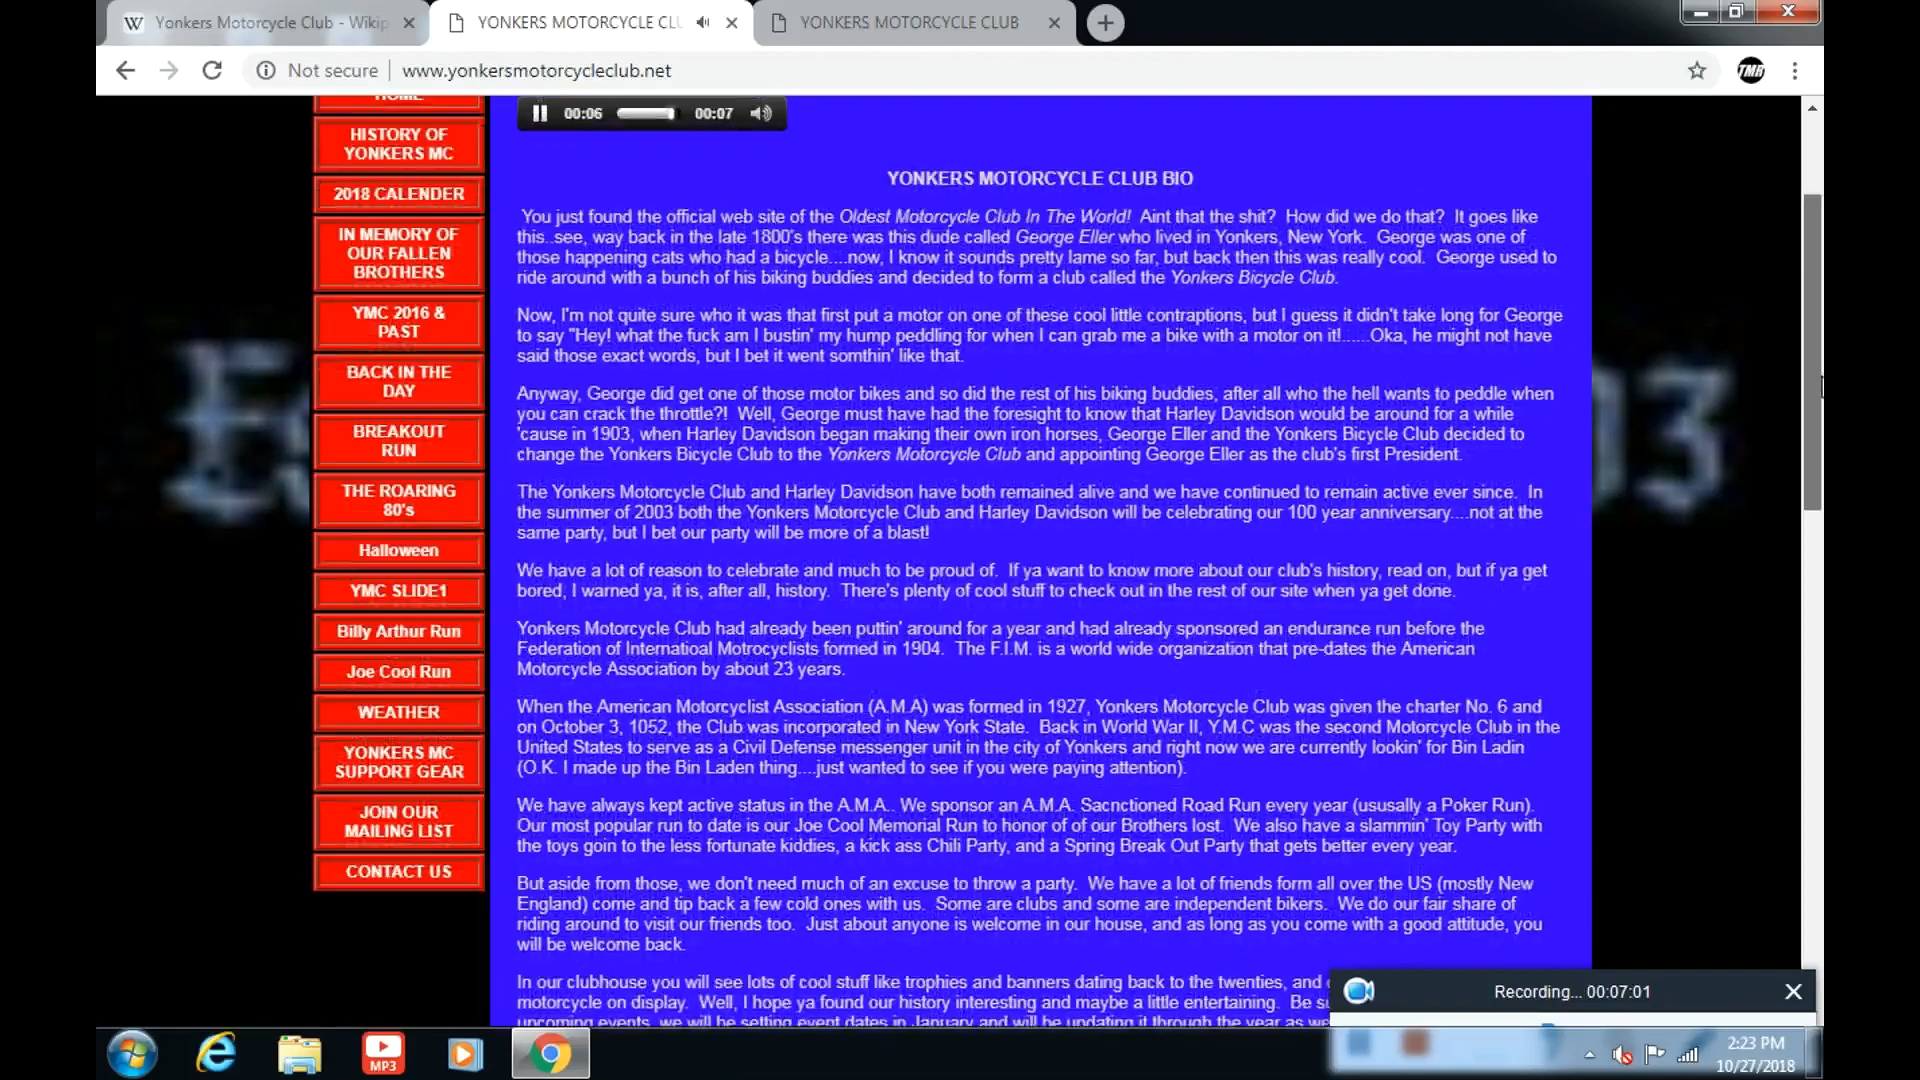 Yonkers Motorcycle Club - Wikip
YONKERS MOTORCYCLE CLU
YONKERS MOTORCYCLE CLUB
Not secure
www.yonkersmotorcycleclub.net
TMR
HOME
HISTORY OF
YONKERS MC
2018 CALENDER
IN MEMORY OF
OUR FALLEN
BROTHERS
YMC 2016 &
PAST
BACK IN THE
DAY
BREAKOUT
RUN
THE ROARING
80's
Halloween
YMC SLIDE1
Billy Arthur Run
Joe Cool Run
WEATHER
YONKERS MC
SUPPORT GEAR
JOIN OUR
MAILING LIST
CONTACT US
00:06
00:07
YONKERS MOTORCYCLE CLUB BIO
You just found the official web site of the Oldest Motorcycle Club In The World! Aint that the shit? How did we do that? It goes like
this..see, way back in the late 1800's there was this dude called George Eller who lived in Yonkers, New York. George was one of
those happening cats who had a bicycle....now, I know it sounds pretty lame so far, but back then this was really cool. George used to
ride around with a bunch of his biking buddies and decided to form a club called the Yonkers Bicycle Club.
Now, I'm not quite sure who it was that first put a motor on one of these cool little contraptions, but I guess it didn't take long for George
to say "Hey! what the fuck am I bustin' my hump peddling for when I can grab me a bike with a motor on it!......Oka, he might not have
said those exact words, but I bet it went somthin' like that.
Anyway, George did get one of those motor bikes and so did the rest of his biking buddies, after all who the hell wants to peddle when
you can crack the throttle?! Well, George must have had the foresight to know that Harley Davidson would be around for a while
'cause in 1903, when Harley Davidson began making their own iron horses, George Eller and the Yonkers Bicycle Club decided to
change the Yonkers Bicycle Club to the Yonkers Motorcycle Club and appointing George Eller as the club's first President.
The Yonkers Motorcycle Club and Harley Davidson have both remained alive and we have continued to remain active ever since. In
the summer of 2003 both the Yonkers Motorcycle Club and Harley Davidson will be celebrating our 100 year anniversary....not at the
same party, but I bet our party will be more of a blast!
We have a lot of reason to celebrate and much to be proud of. If ya want to know more about our club's history, read on, but if ya get
bored, I warned ya, it is, after all, history. There's plenty of cool stuff to check out in the rest of our site when ya get done.
Yonkers Motorcycle Club had already been puttin' around for a year and had already sponsored an endurance run before the
Federation of Internatioal Motrocyclists formed in 1904. The F.I.M. is a world wide organization that pre-dates the American
Motorcycle Association by about 23 years.
When the American Motorcyclist Association (A.M.A) was formed in 1927, Yonkers Motorcycle Club was given the charter No. 6 and
on October 3, 1052, the Club was incorporated in New York State. Back in World War II, Y.M.C was the second Motorcycle Club in the
United States to serve as a Civil Defense messenger unit in the city of Yonkers and right now we are currently lookin' for Bin Ladin
(O.K. I made up the Bin Laden thing....just wanted to see if you were paying attention).
We have always kept active status in the A.M.A.. We sponsor an A.M.A. Sacnctioned Road Run every year (ususally a Poker Run).
Our most popular run to date is our Joe Cool Memorial Run to honor of of our Brothers lost. We also have a slammin' Toy Party with
the toys goin to the less fortunate kiddies, a kick ass Chili Party, and a Spring Break Out Party that gets better every year.
But aside from those, we don't need much of an excuse to throw a party. We have a lot of friends form all over the US (mostly New
England) come and tip back a few cold ones with us. Some are clubs and some are independent bikers. We do our fair share of
riding around to visit our friends too. Just about anyone is welcome in our house, and as long as you come with a good attitude, you
will be welcome back.
In our clubhouse you will see lots of cool stuff like trophies and banners dating back to the twenties, and
motorcycle on display. Well, I hope ya found our history interesting and maybe a little entertaining. Be
upcoming events, we will be setting event dates in January and will be updating it through the year as
Recording... 00:07:01
MP3
2:23 PM
10/27/2018